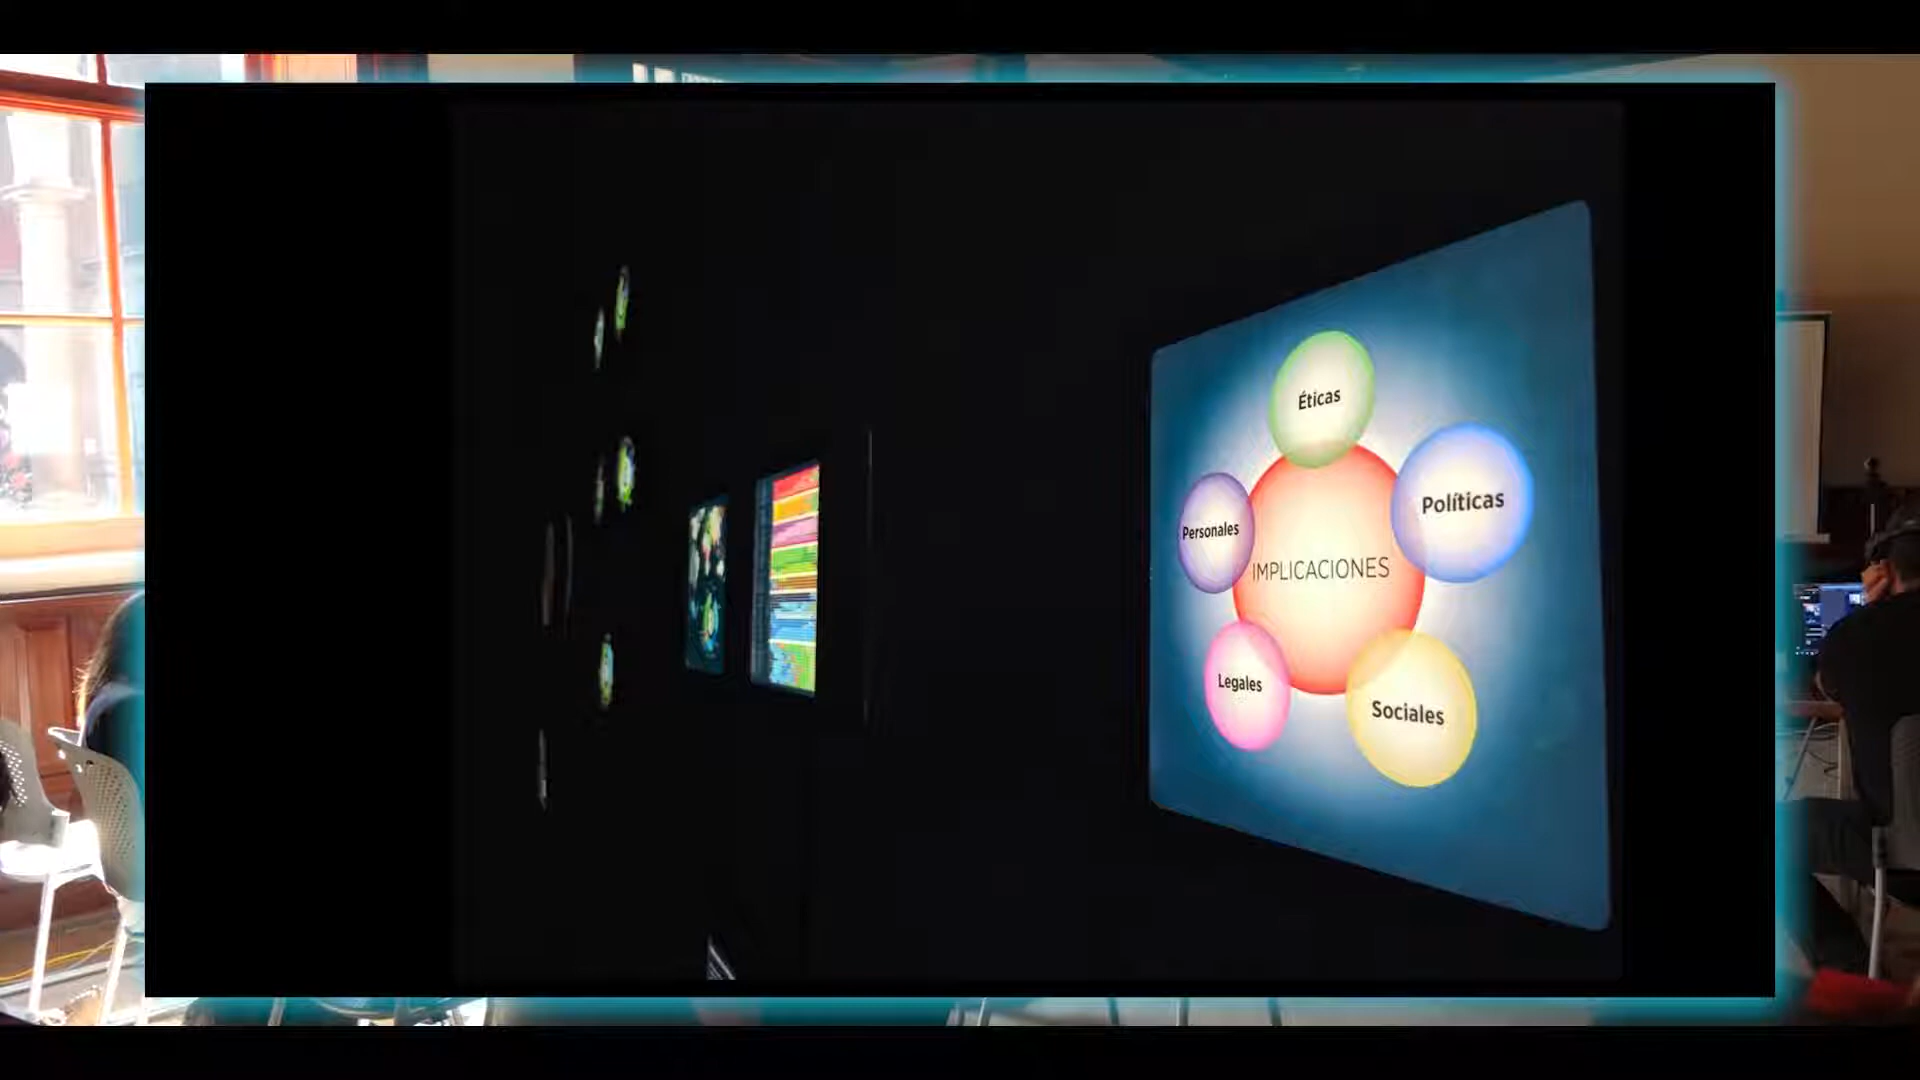 Éticas
Políticas
Personales
IMPLICACIONES
Legales
Sociales